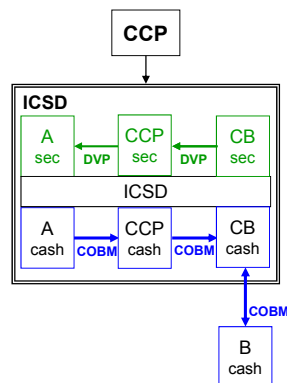 CCP
ICSD
A CCP CB
sec sec sec
DVP DVP
ICSD
A CCP CB
cash cash cash
COBM COBM
COBM
B
cash